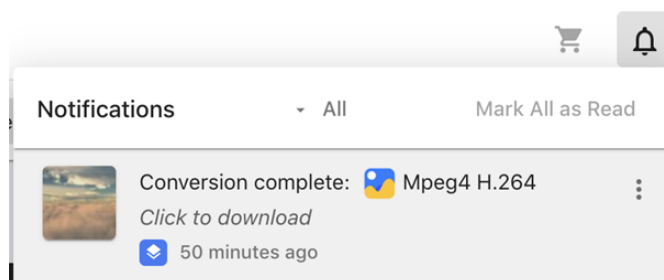 Notifications All Mark All as Read
Conversion complete: Mpeg4 H.264
Click to download
50 minutes ago